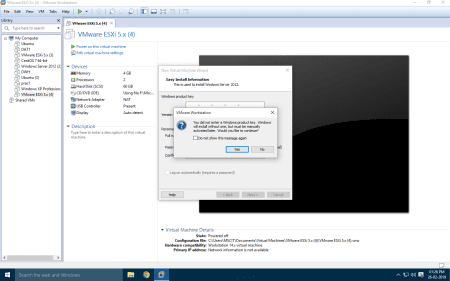 VMware ESXi 5.x (4) - VMware Workstation
File Edit View VM Tabs Help
Library
Type here to search
My Computer
Ubuntu
VMware ESXi 5.x (3)
CentOS 7 64-bit
Windows Server 2012 (2)
Ubuntu (2)
Windows XP Professional
VMware ESXi 5.x (4)
Shared VMs
VMware ESXi 5.x (4)
VMware ESXi 5.x (4)
Power on this virtual machine
Edit virtual machine settings
Devices
Memory 4 GB
Processors 2
Hard Disk (SCSI) 60 GB
CD/DVD (IDE) Using file
Network Adapter NAT
USB Controller Present
Display Auto detect
Description
Type here to enter a description of this virtual machine.
New Virtual Machine Wizard
Easy Install Information
This is used to install Windows Server 2012.
Windows product key
Log on automatically (requires a password)
Help
VMware Workstation
You did not enter a Windows product key. Windows will install without one, but must be manually activated later. Would you like to continue?
Do not show this message again
Yes No
Virtual Machine Details
State: Powered off
Configuration file: C:\Users\MSOIT\Documents\Virtual Machines\VMware ESXi 5.x (4)\VMware ESXi 5.x (4).vmx
Hardware compatibility: Workstation 14.x virtual machine
Primary IP address: Network information is not available
Search the web and Windows
01:26 PM
26-02-2019